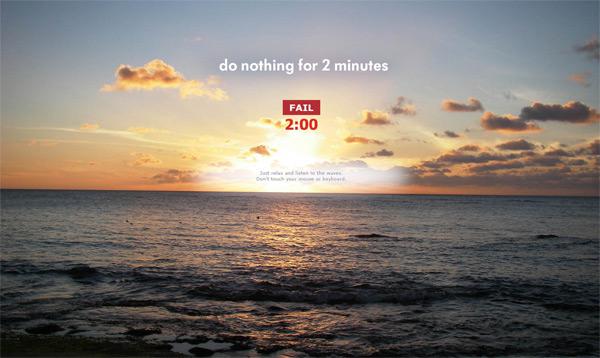 do nothing for 2 minutes
FAIL
2:00
Just relax and listen to the waves.
Don't touch your mouse or keyboard.